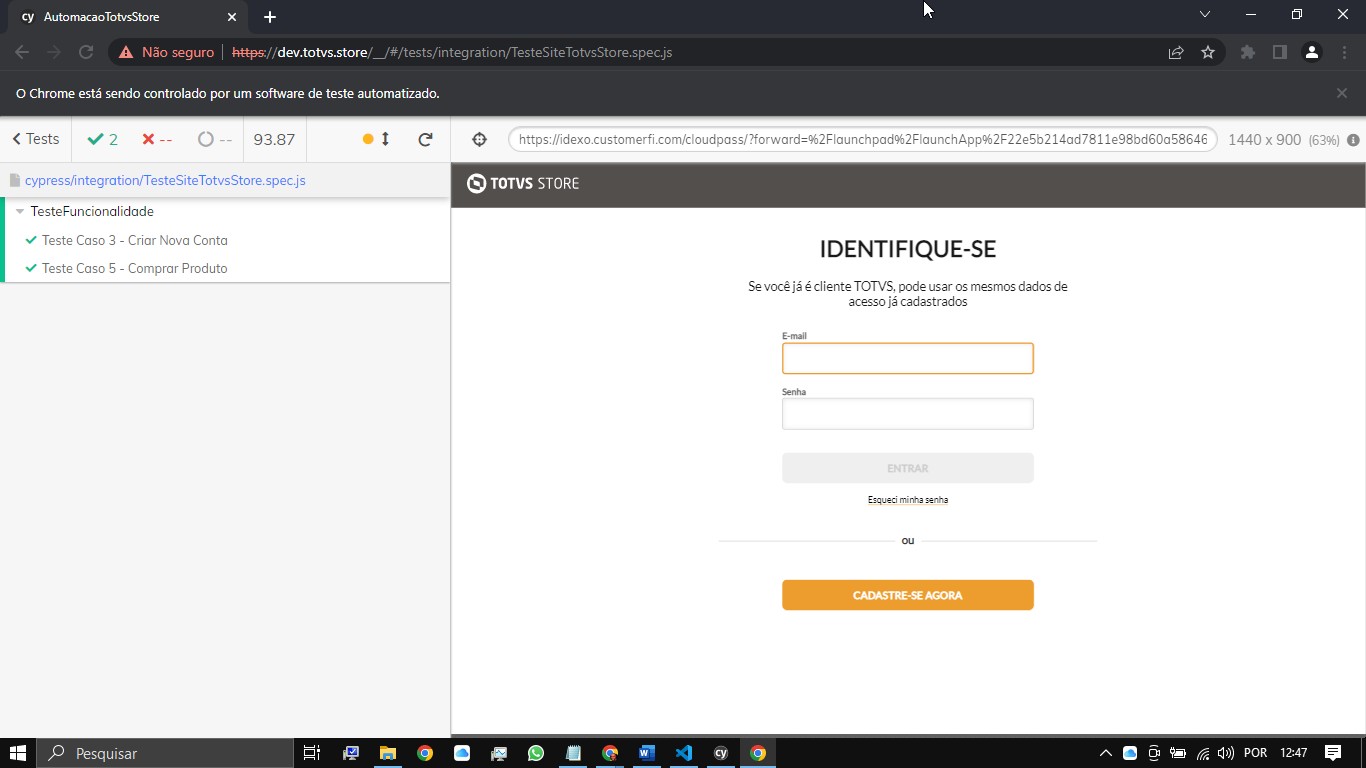 cy AutomacaoTotvsStore
Não seguro https://dev.totvs.store/__/#/tests/integration/TesteSiteTotvsStore.spec.js
O Chrome está sendo controlado por um software de teste automatizado.
Tests 2 -- -- 93.87 https://idexo.customerfi.com/cloudpass/?forward=%2Flaunchpad%2FlaunchApp%2F22e5b214ad7811e98bd60a58646 1440 x 900 (63%)
cypress/integration/TesteSiteTotvsStore.spec.js
TOTVS STORE
TesteFuncionalidade
Teste Caso 3 - Criar Nova Conta
Teste Caso 5 - Comprar Produto
IDENTIFIQUE-SE
Se você já é cliente TOTVS, pode usar os mesmos dados de
acesso já cadastrados
E-mail
Senha
ENTRAR
Esqueci minha senha
ou
CADASTRE-SE AGORA
Pesquisar
cy
POR 12:47